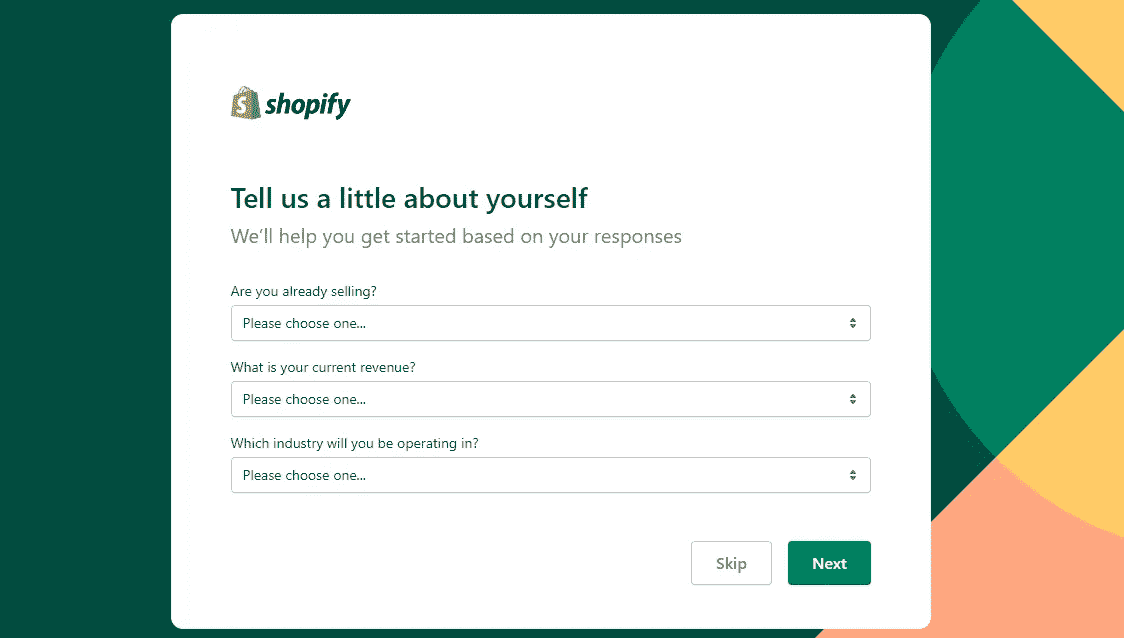 shopify
Tell us a little about yourself
We'll help you get started based on your responses
Are you already selling?
Please choose one...
What is your current revenue?
Please choose one...
Which industry will you be operating in?
Please choose one...
Skip
Next